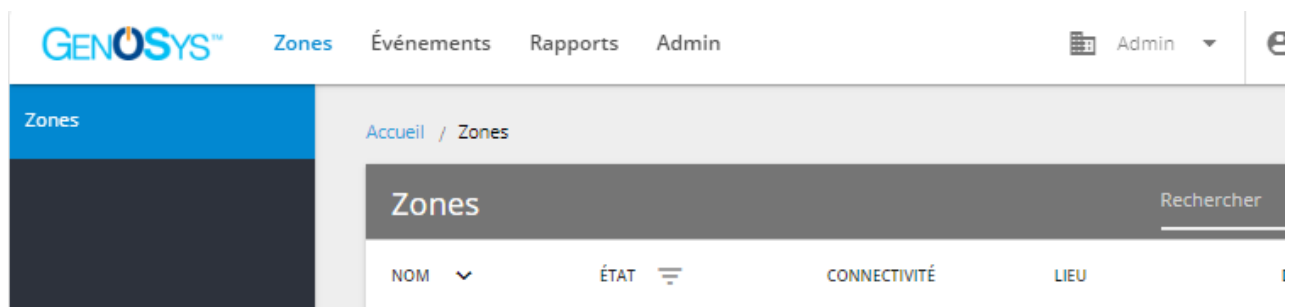 GENOSYS™ Zones Événements Rapports Admin Admin
Zones
Accueil / Zones
Zones Rechercher
NOM ÉTAT CONNECTIVITÉ LIEU